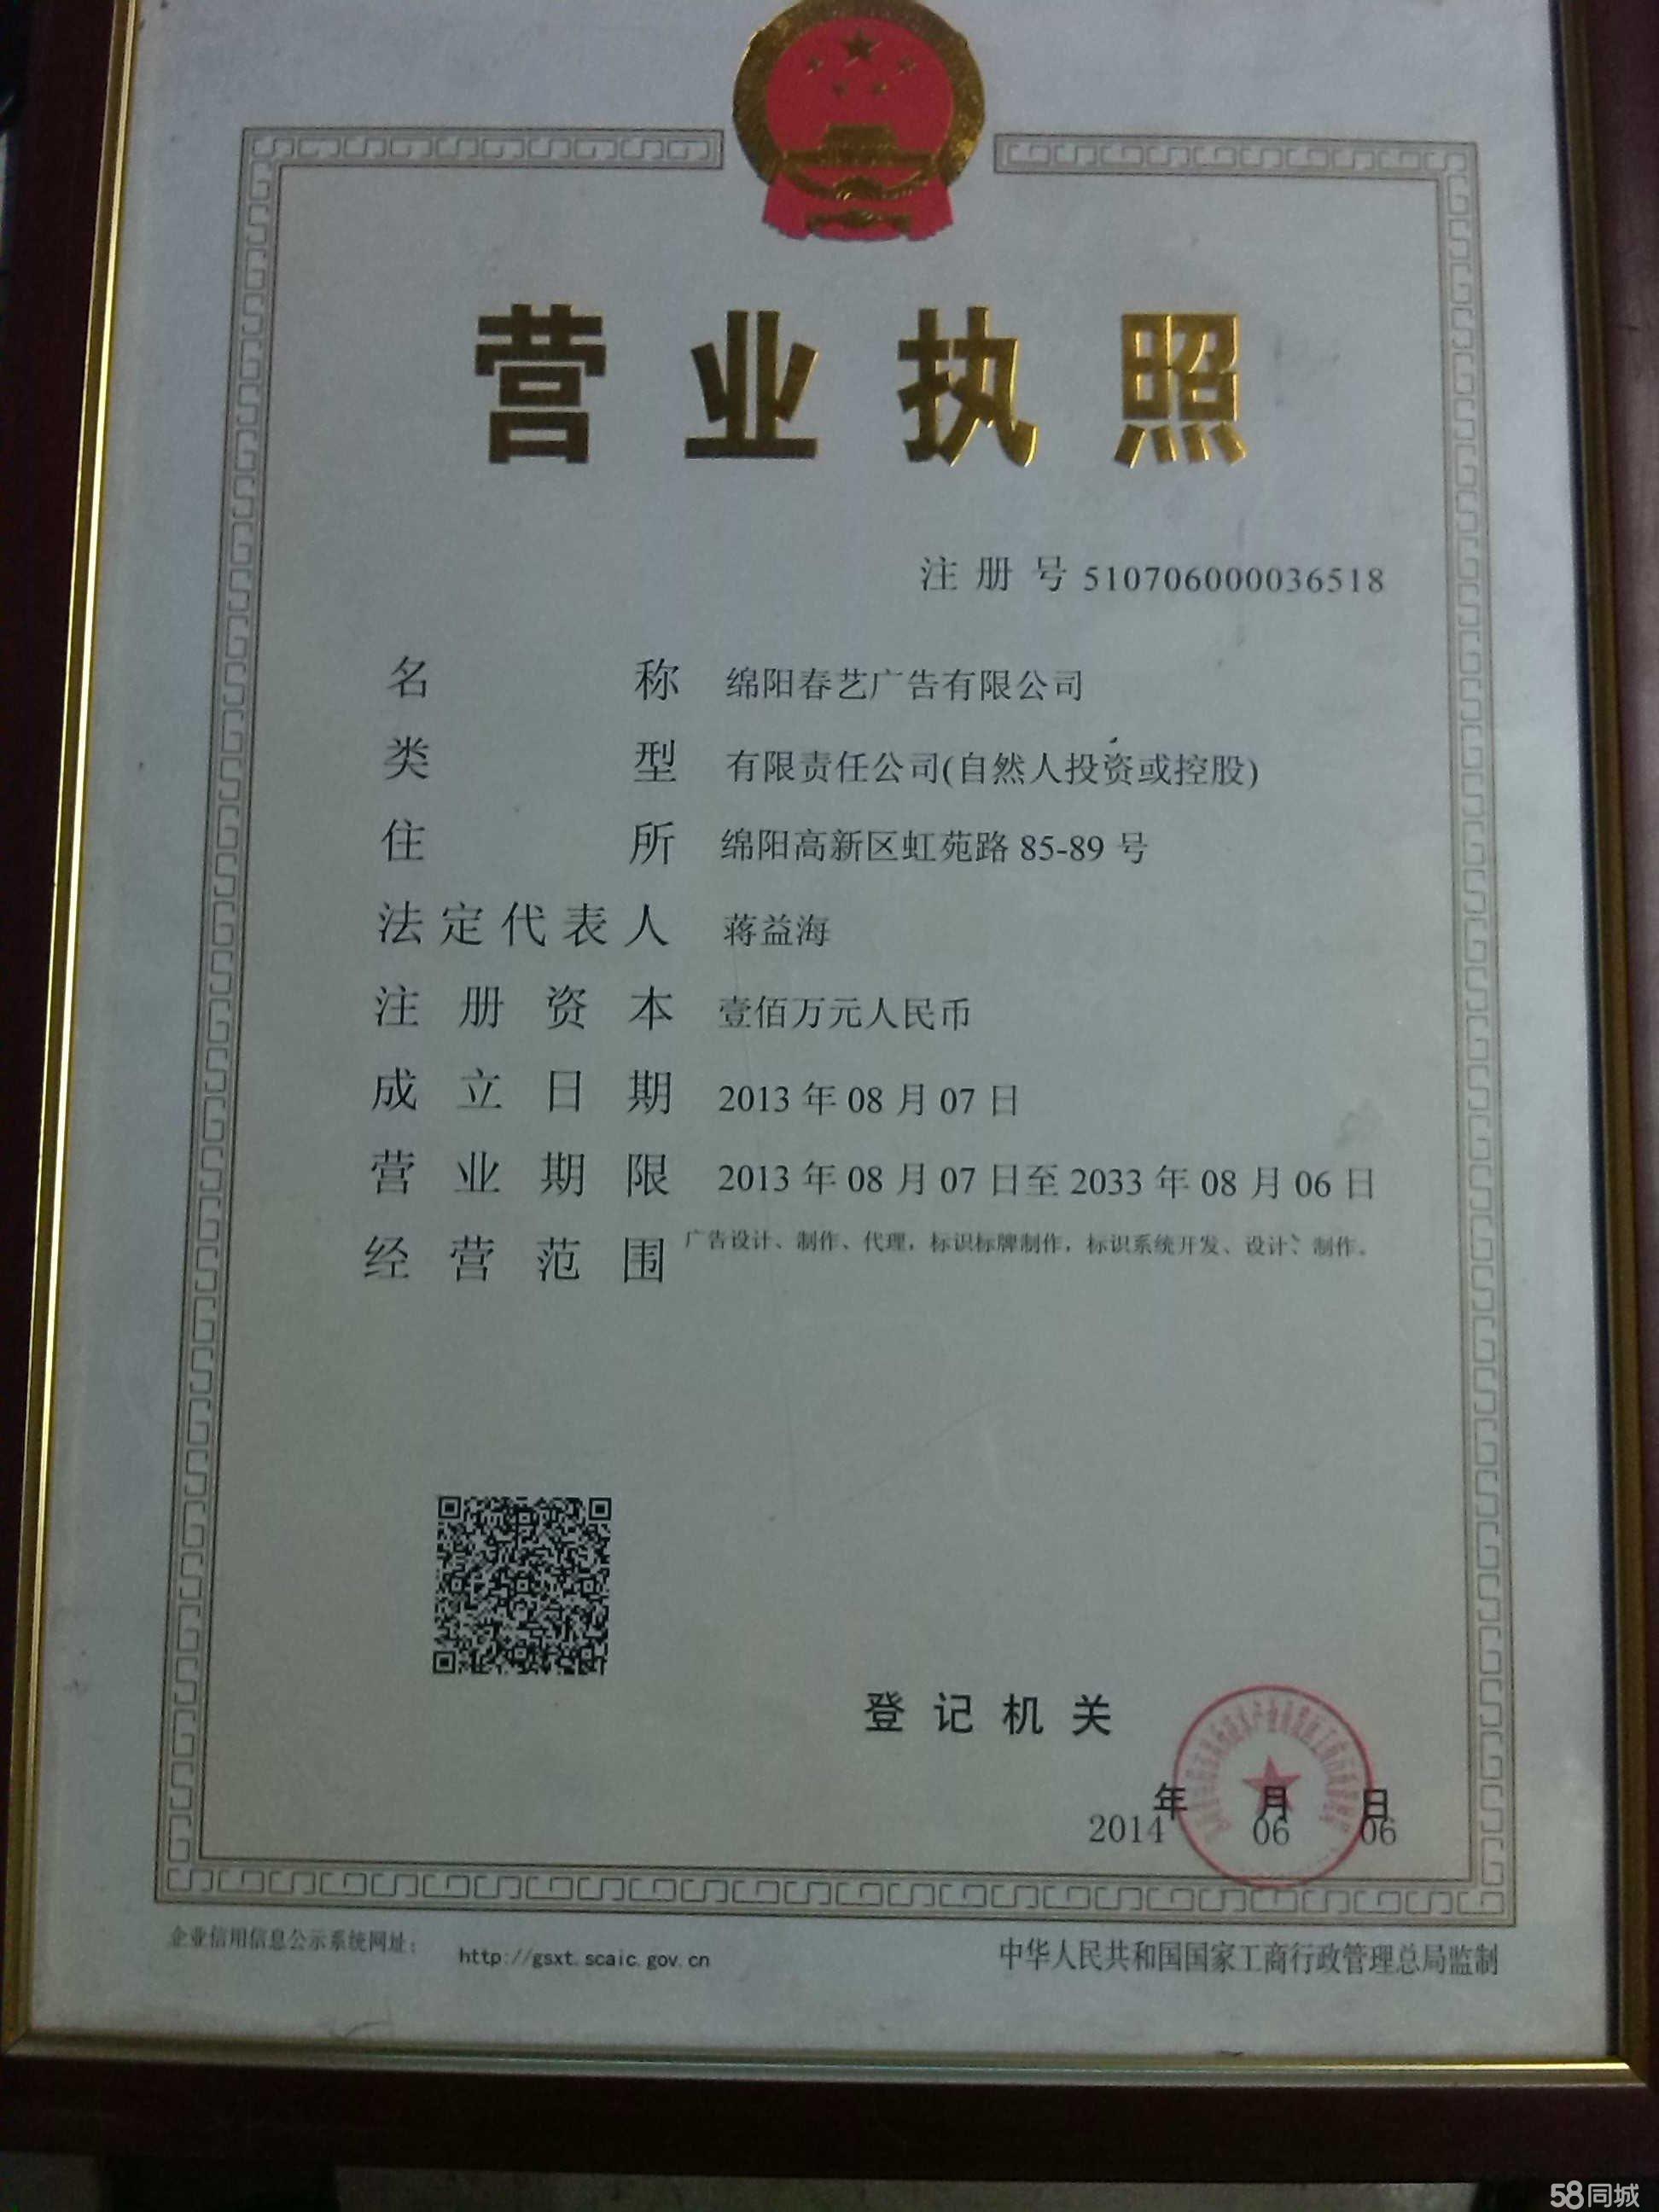 营业执照
注册号 510706000036518
名称 绵阳春艺广告有限公司
类型 有限责任公司(自然人投资或控股)
住所 绵阳高新区虹苑路 85-89 号
法定代表人 蒋益海
注册资本 壹佰万元人民币
成立日期 2013 年 08 月 07 日
营业期限 2013 年 08 月 07 日至 2033 年 08 月 06 日
经营范围 广告设计、制作、代理，标识标牌制作，标识系统开发、设计、制作。
登记机关
年 月 日
2014 06 06
企业信用信息公示系统网址： http://gsxt.scaic.gov.cn
中华人民共和国国家工商行政管理总局监制
58同城